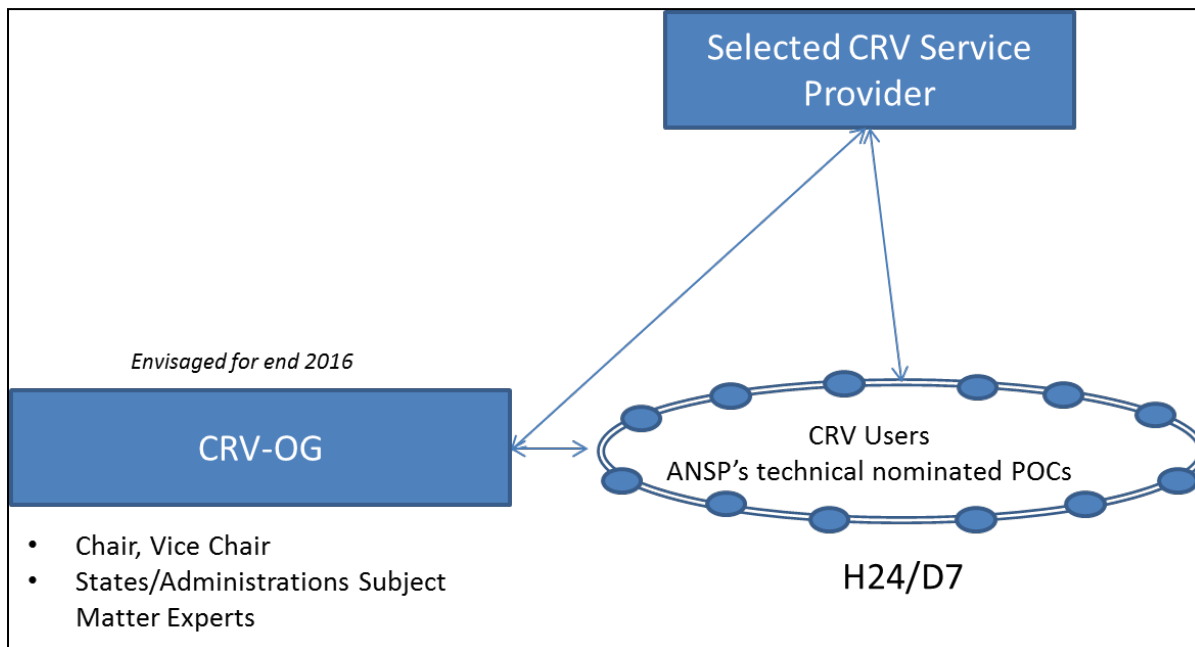 Selected CRV Service
Provider
Envisaged for end 2016
CRV-OG
CRV Users
ANSP's technical nominated POCs
• Chair, Vice Chair
• States/Administrations Subject
Matter Experts
H24/D7